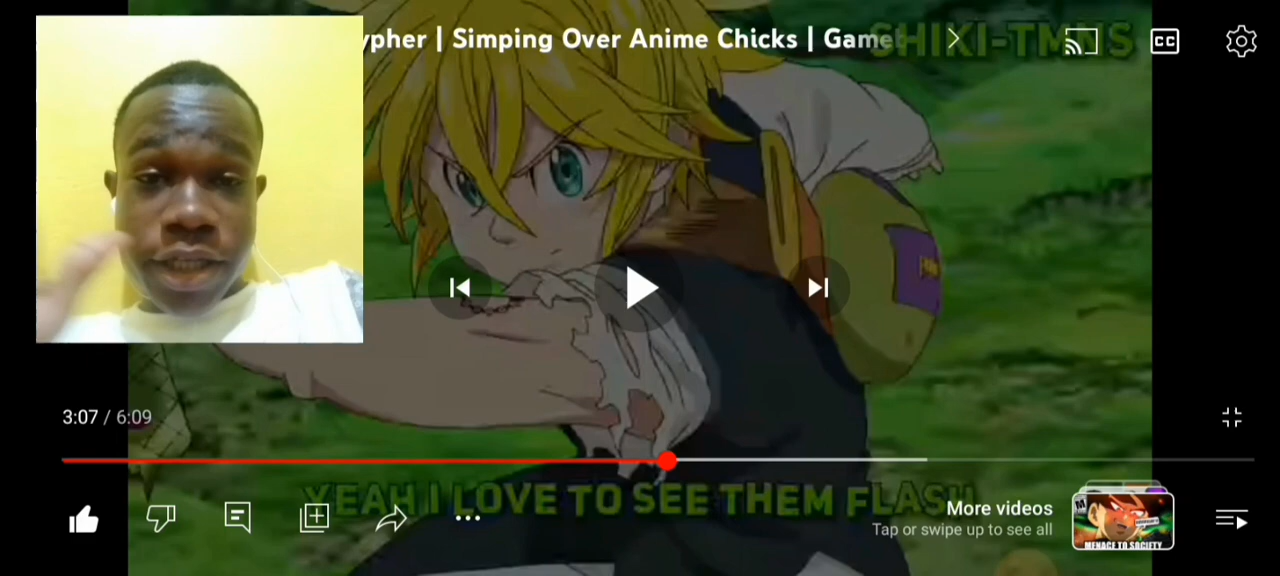 ypher | Simping Over Anime Chicks | Game
SHIKI-TMNS
CC
3:07 / 6:09
YEAH I LOVE TO SEE THEM FLASH
More videos
Tap or swipe up to see all
MENACE TO SOCIETY